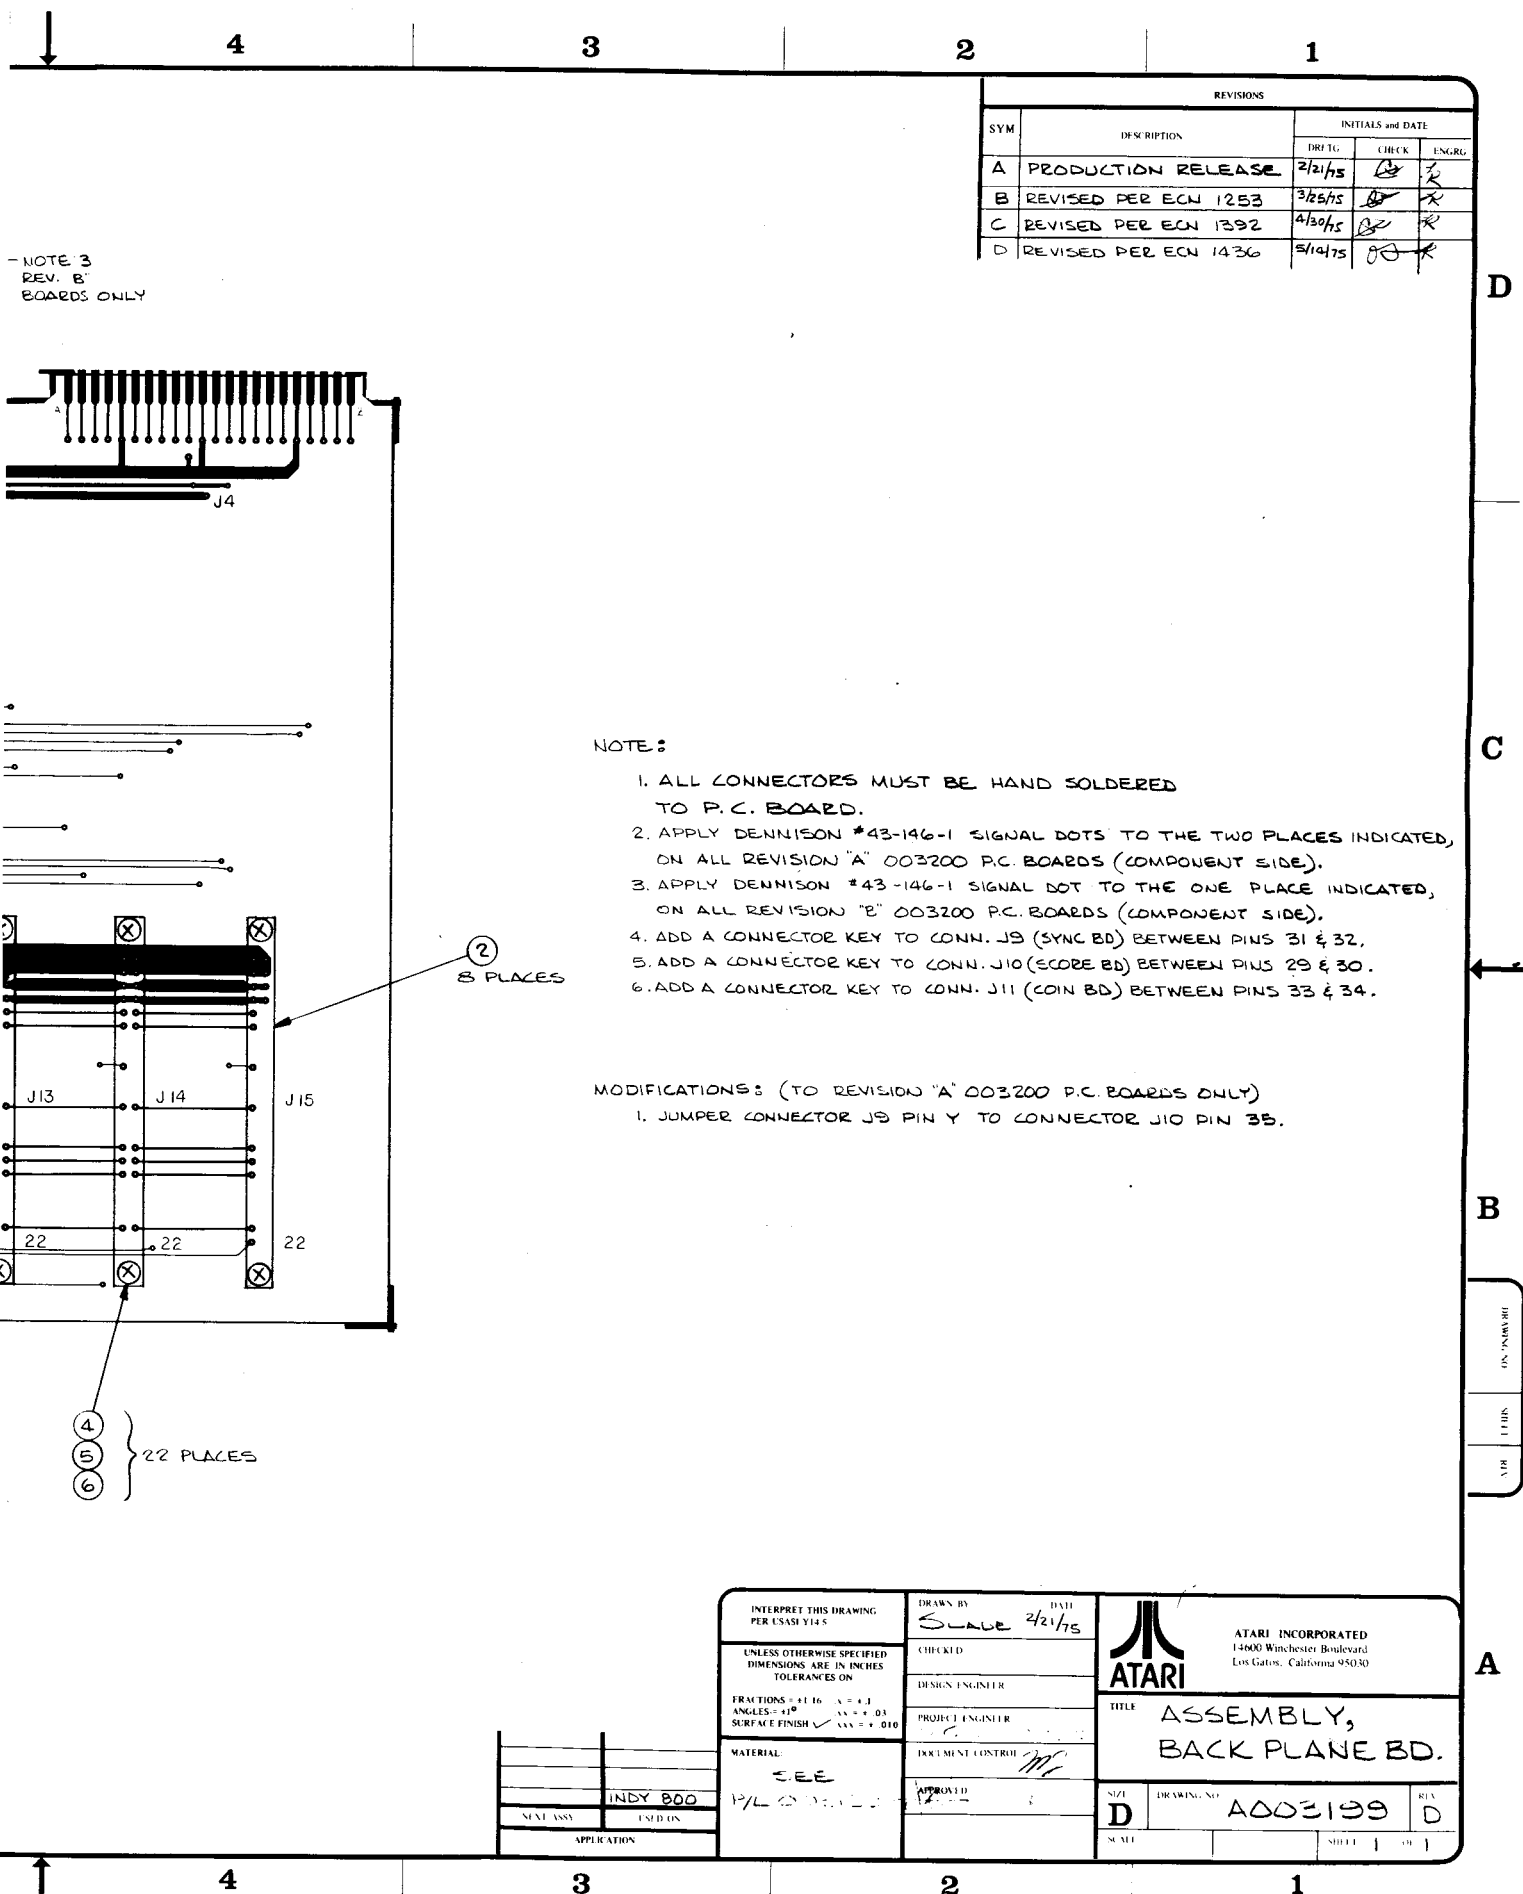 4 3 2 1
REVISIONS
SYM DESCRIPTION INITIALS and DATE
DRFTG CHECK ENGRG
A PRODUCTION RELEASE 2/21/75
B REVISED PER ECN 1253 3/25/75
C REVISED PER ECN 1392 4/30/75
D REVISED PER ECN 1436 5/14/75
NOTE 3
REV. B"
BOARDS ONLY
D
A Z
J4
C
NOTE:
1. ALL CONNECTORS MUST BE HAND SOLDERED
TO P.C. BOARD.
2. APPLY DENNISON #43-146-1 SIGNAL DOTS TO THE TWO PLACES INDICATED,
ON ALL REVISION "A" 003200 P.C. BOARDS (COMPONENT SIDE).
3. APPLY DENNISON #43-146-1 SIGNAL DOT TO THE ONE PLACE INDICATED,
ON ALL REVISION "B" 003200 P.C. BOARDS (COMPONENT SIDE).
4. ADD A CONNECTOR KEY TO CONN. J9 (SYNC BD) BETWEEN PINS 31 & 32.
5. ADD A CONNECTOR KEY TO CONN. J10 (SCORE BD) BETWEEN PINS 29 & 30.
6. ADD A CONNECTOR KEY TO CONN. J11 (COIN BD) BETWEEN PINS 33 & 34.
2
8 PLACES
MODIFICATIONS: (TO REVISION "A" 003200 P.C. BOARDS ONLY)
1. JUMPER CONNECTOR J9 PIN Y TO CONNECTOR J10 PIN 35.
J13 J14 J15
B
22 22 22
DRAWING NO
SHEET
REV
4
5
6
22 PLACES
INTERPRET THIS DRAWING
PER USASI Y14.5
UNLESS OTHERWISE SPECIFIED
DIMENSIONS ARE IN INCHES
TOLERANCES ON
FRACTIONS = ±1/16 .x = ±.1
ANGLES = ±1° .xx = ± .03
SURFACE FINISH ✓ .xxx = ± .010
MATERIAL:
SEE
P/L
DRAWN BY DATE
2/21/75
CHECKED
DESIGN ENGINEER
PROJECT ENGINEER
DOCUMENT CONTROL
APPROVED
ATARI
ATARI INCORPORATED
14600 Winchester Boulevard
Los Gatos, California 95030
A
TITLE ASSEMBLY,
BACK PLANE BD.
SIZE D
DRAWING NO A003199
REV D
SCALE
SHEET 1 OF 1
INDY 800
NEXT ASSY USED ON
APPLICATION
4 3 2 1